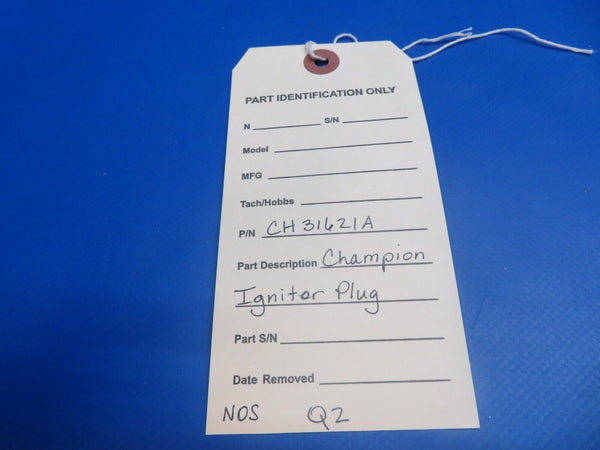 PART IDENTIFICATION ONLY
N S/N
Model
MFG
Tach/Hobbs
P/N CH31621A
Part Description Champion
Ignitor Plug
Part S/N
Date Removed
NOS Q2